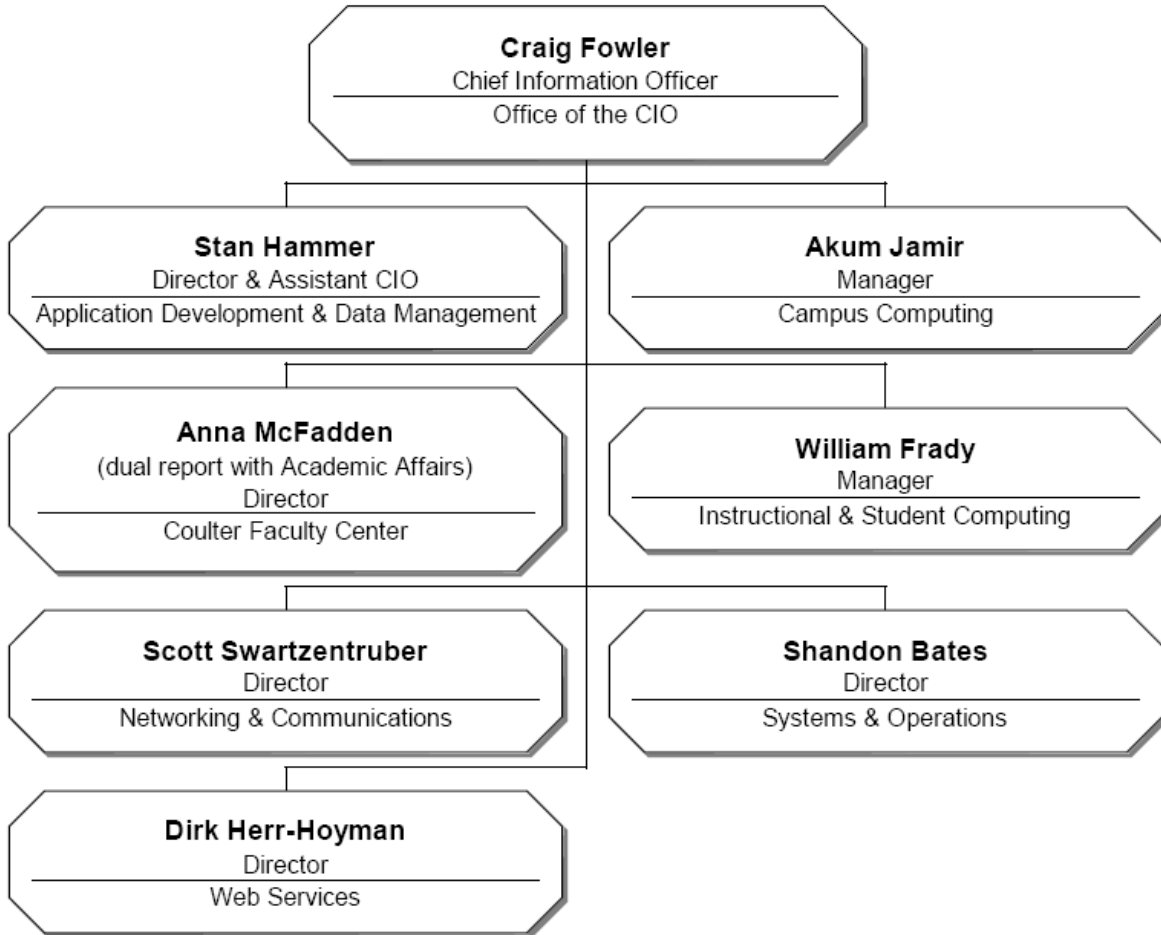 Craig Fowler
Chief Information Officer
Office of the CIO
Stan Hammer
Director & Assistant CIO
Application Development & Data Management
Akum Jamir
Manager
Campus Computing
Anna McFadden
(dual report with Academic Affairs)
Director
Coulter Faculty Center
William Frady
Manager
Instructional & Student Computing
Scott Swartzentruber
Director
Networking & Communications
Shandon Bates
Director
Systems & Operations
Dirk Herr-Hoyman
Director
Web Services